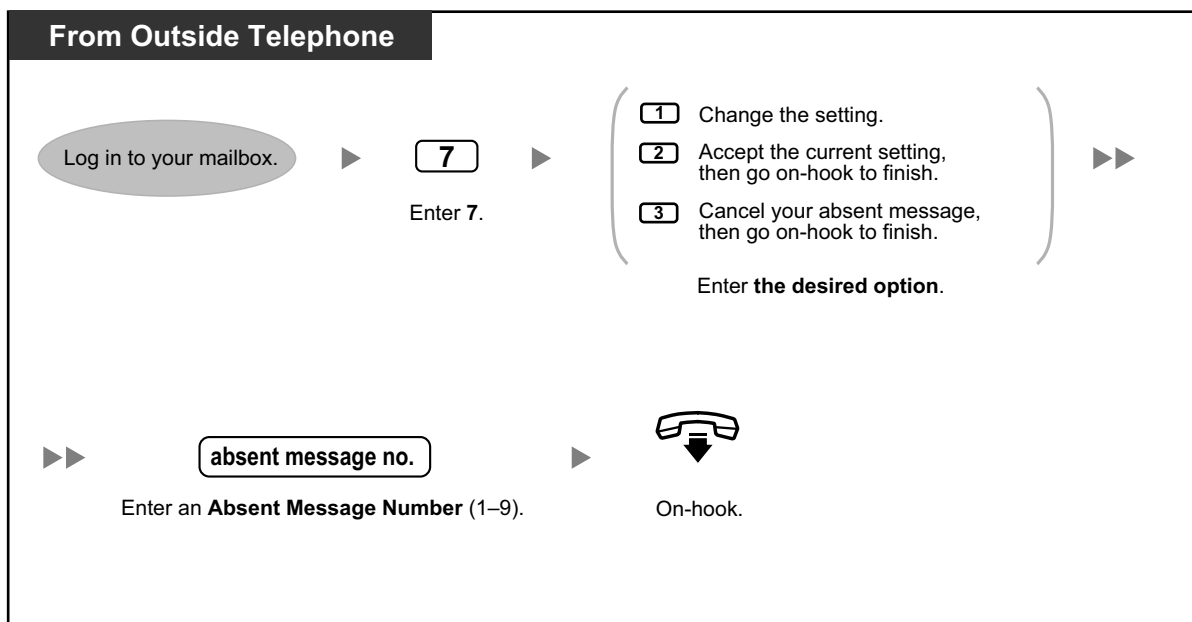 From Outside Telephone
Log in to your mailbox.
7
Enter 7.
1 Change the setting.
2 Accept the current setting,
then go on-hook to finish.
3 Cancel your absent message,
then go on-hook to finish.
Enter the desired option.
absent message no.
Enter an Absent Message Number (1–9).
On-hook.